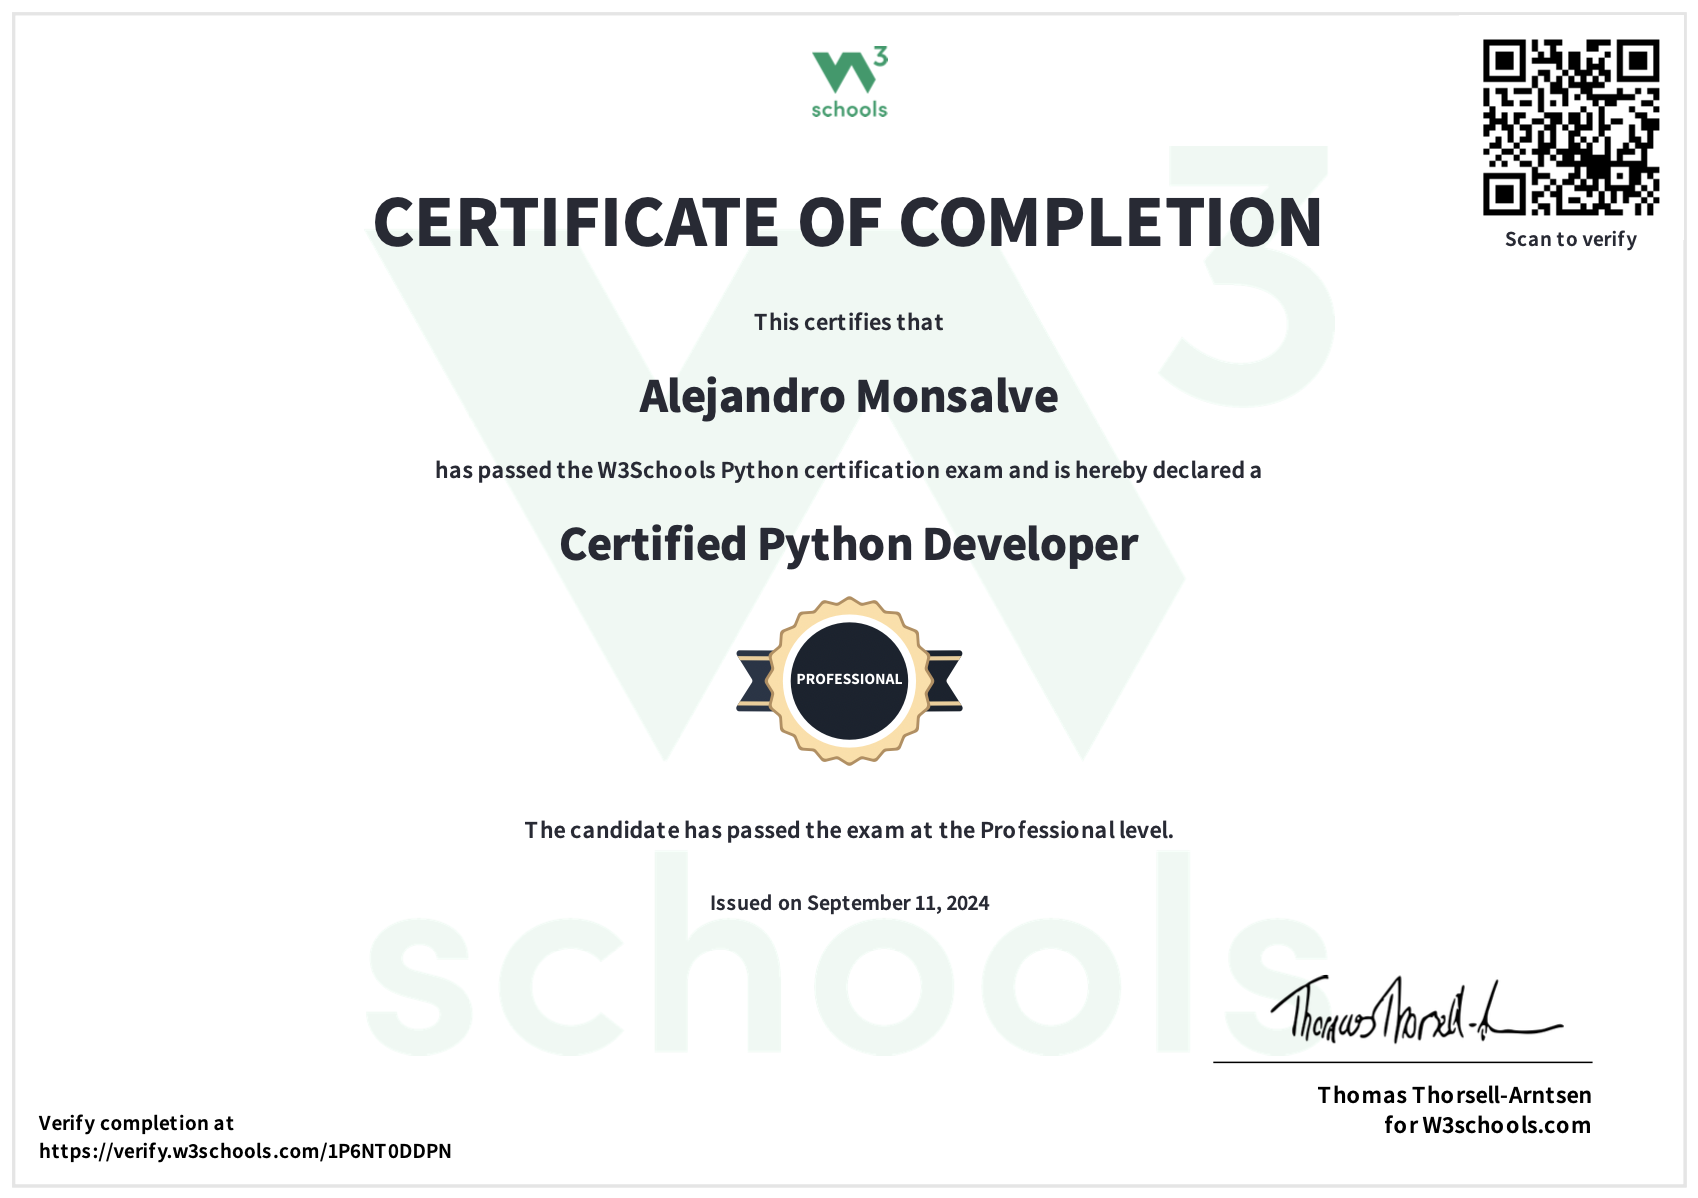 W3
schools
Scan to verify
CERTIFICATE OF COMPLETION
This certifies that
Alejandro Monsalve
has passed the W3Schools Python certification exam and is hereby declared a
Certified Python Developer
PROFESSIONAL
The candidate has passed the exam at the Professional level.
Issued on September 11, 2024
Thomas Thorsell-A
Thomas Thorsell-Arntsen
for W3schools.com
Verify completion at
https://verify.w3schools.com/1P6NT0DDPN
W3
schools